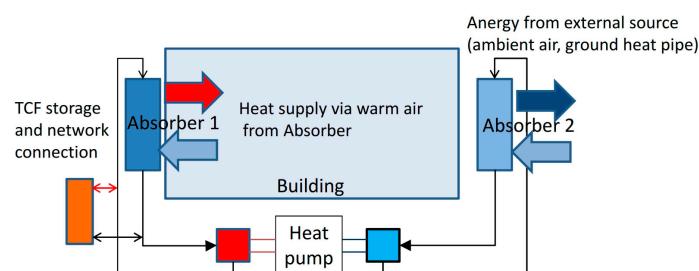 Anergy from external source
(ambient air, ground heat pipe)
TCF storage
and network
connection
Absorber 1
Heat supply via warm air
from Absorber
Absorber 2
Building
Heat
pump